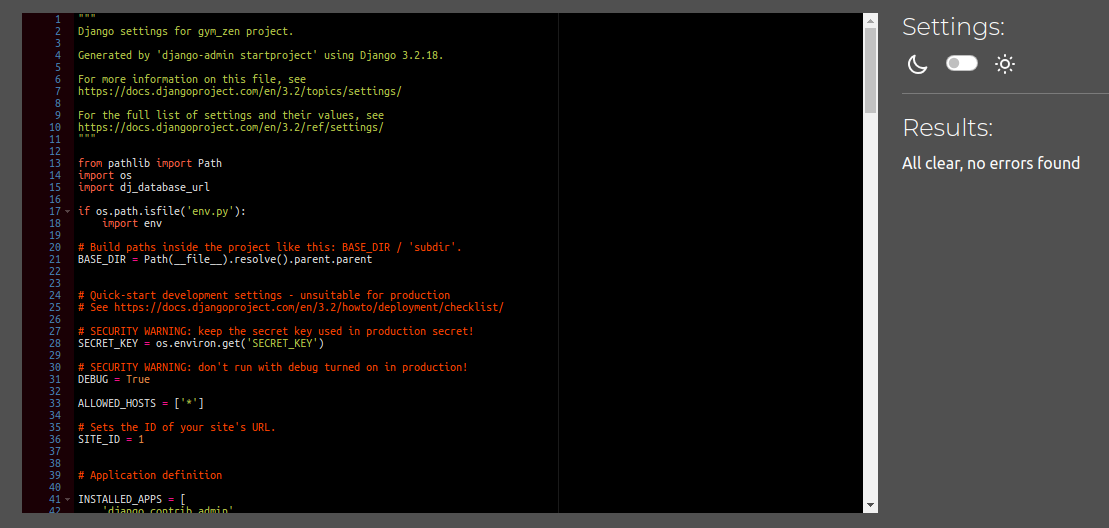 1 """
2 Django settings for gym_zen project.
3
4 Generated by 'django-admin startproject' using Django 3.2.18.
5
6 For more information on this file, see
7 https://docs.djangoproject.com/en/3.2/topics/settings/
8
9 For the full list of settings and their values, see
10 https://docs.djangoproject.com/en/3.2/ref/settings/
11 """
12
13 from pathlib import Path
14 import os
15 import dj_database_url
16
17 if os.path.isfile('env.py'):
18     import env
19
20 # Build paths inside the project like this: BASE_DIR / 'subdir'.
21 BASE_DIR = Path(__file__).resolve().parent.parent
22
23
24 # Quick-start development settings - unsuitable for production
25 # See https://docs.djangoproject.com/en/3.2/howto/deployment/checklist/
26
27 # SECURITY WARNING: keep the secret key used in production secret!
28 SECRET_KEY = os.environ.get('SECRET_KEY')
29
30 # SECURITY WARNING: don't run with debug turned on in production!
31 DEBUG = True
32
33 ALLOWED_HOSTS = ['*']
34
35 # Sets the ID of your site's URL.
36 SITE_ID = 1
37
38
39 # Application definition
40
41 INSTALLED_APPS = [
42     'django.contrib.admin'
Settings:
Results:
All clear, no errors found